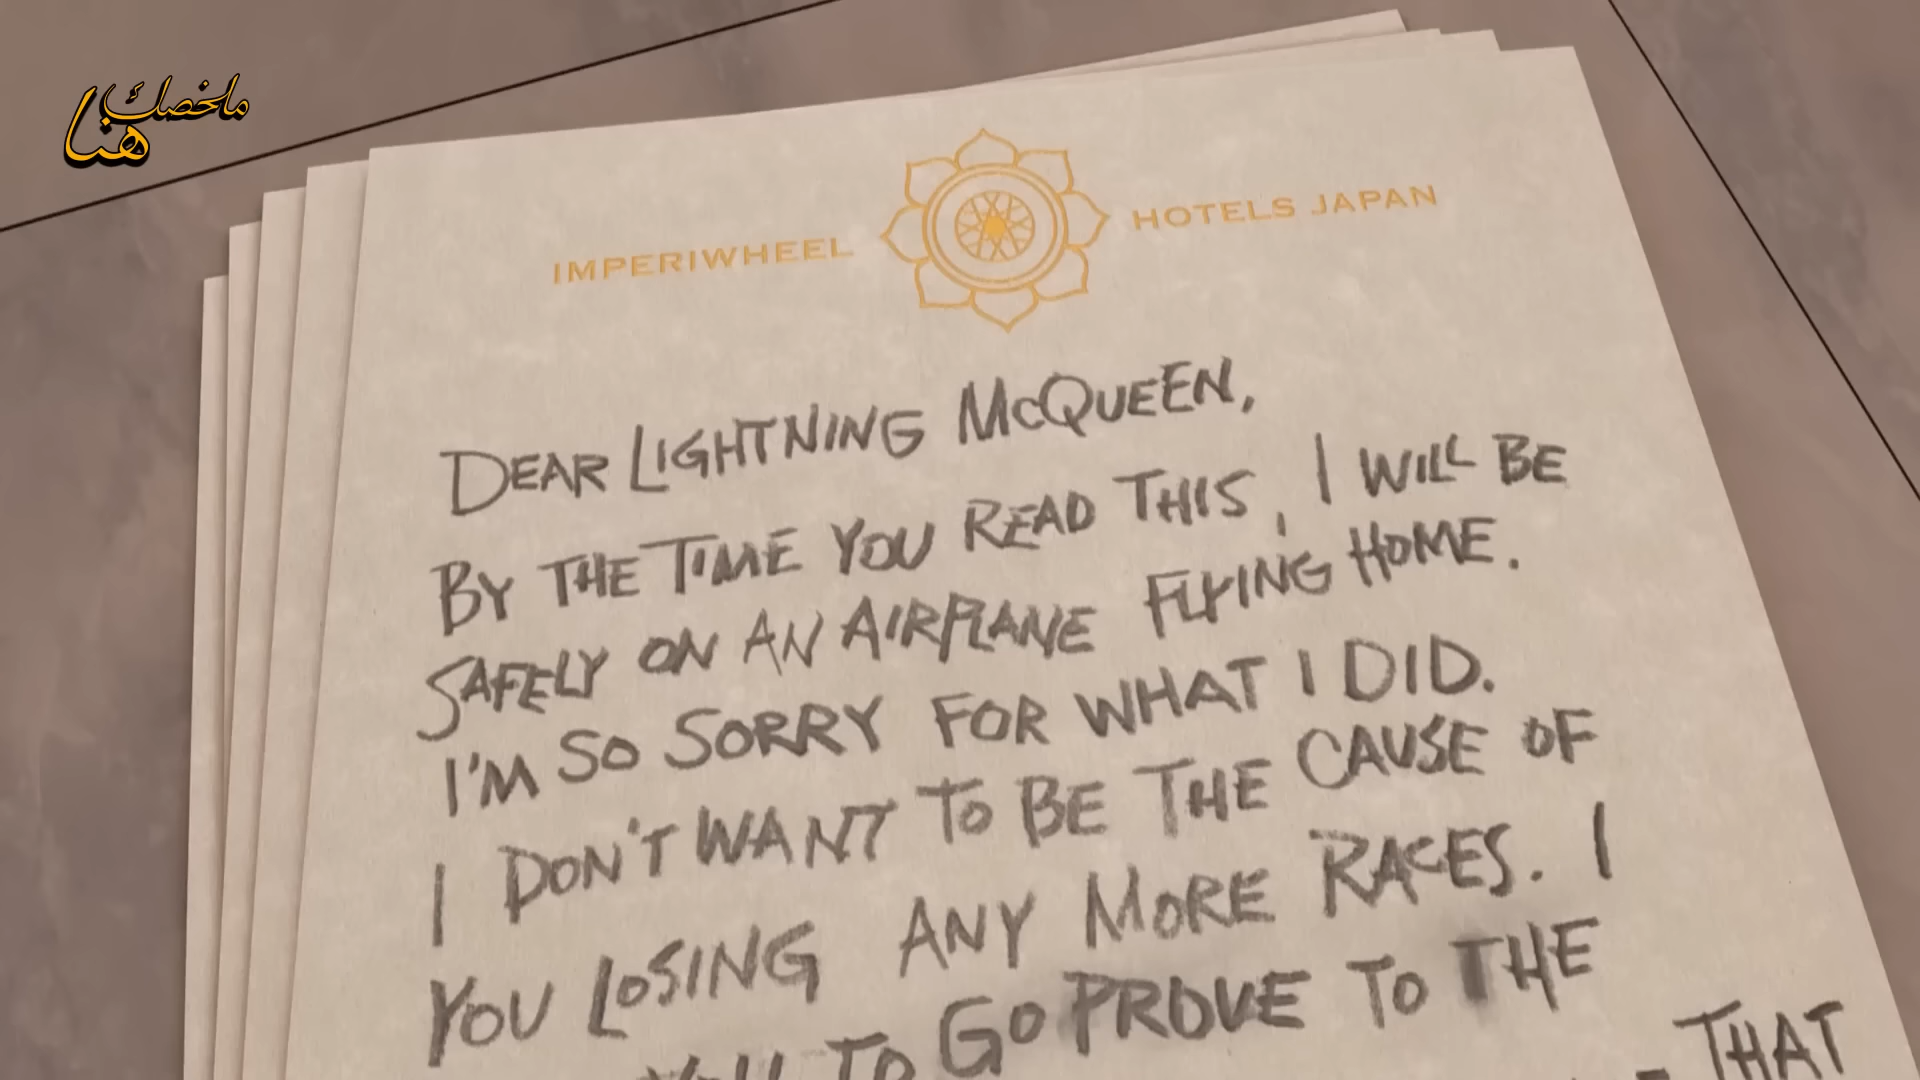 ملخصك
هنا
IMPERIWHEEL HOTELS JAPAN
DEAR LIGHTNING McQUEEN,
BY THE TIME YOU READ THIS, I WILL BE
SAFELY ON AN AIRPLANE FLYING HOME.
I'M SO SORRY FOR WHAT I DID.
I DON'T WANT TO BE THE CAUSE OF
YOU LOSING ANY MORE RACES. I
YOU TO GO PROVE TO THE
THAT